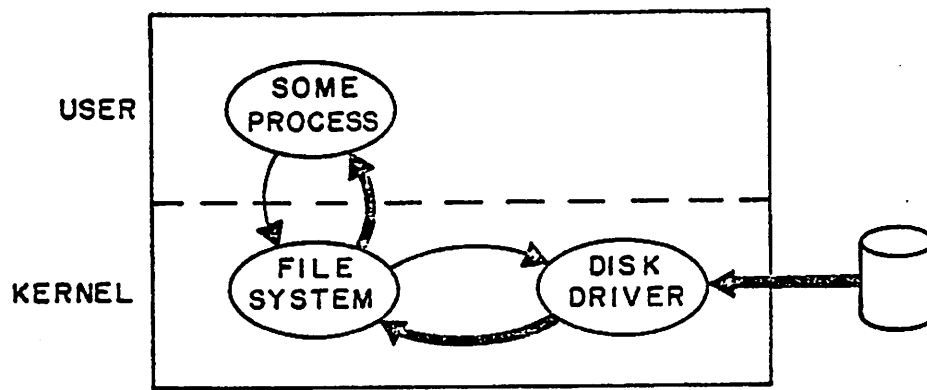 USER
SOME
PROCESS
KERNEL
FILE
SYSTEM
DISK
DRIVER